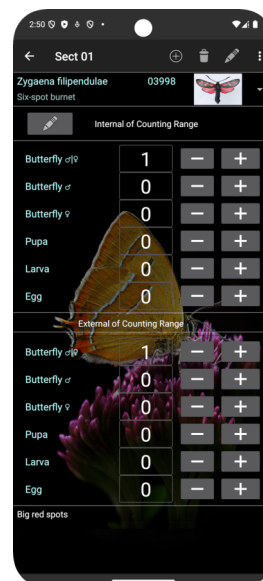 2:50
Sect 01
Zygaena filipendulae 03998
Six-spot burnet
Internal of Counting Range
Butterfly ♂|♀ 1 − +
Butterfly ♂ 0 − +
Butterfly ♀ 0 − +
Pupa 0 − +
Larva 0 − +
Egg 0 − +
External of Counting Range
Butterfly ♂|♀ 1 − +
Butterfly ♂ 0 − +
Butterfly ♀ 0 − +
Pupa 0 − +
Larva 0 − +
Egg 0 − +
Big red spots